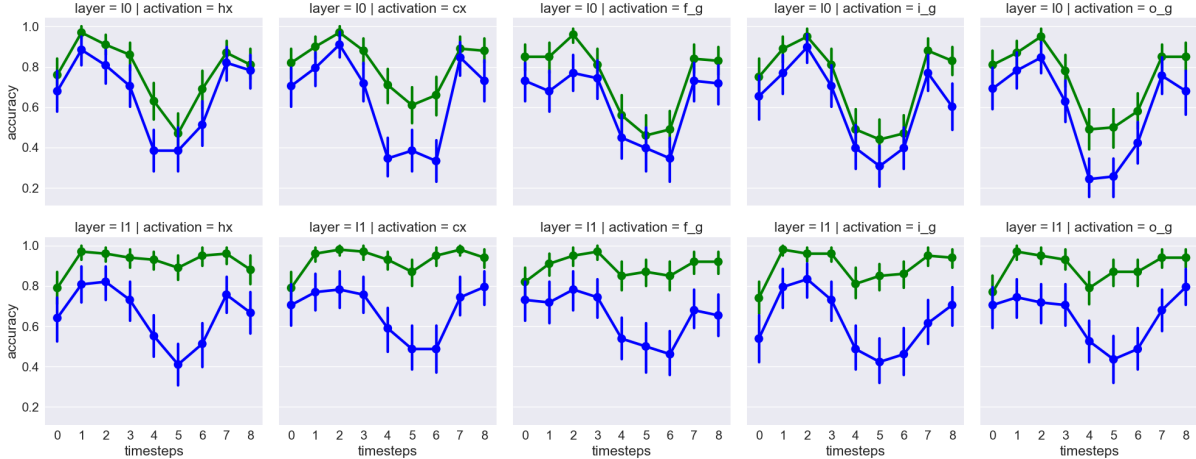 layer = l0 | activation = hx
layer = l0 | activation = cx
layer = l0 | activation = f_g
layer = l0 | activation = i_g
layer = l0 | activation = o_g
accuracy
1.0
0.8
0.6
0.4
0.2
layer = l1 | activation = hx
layer = l1 | activation = cx
layer = l1 | activation = f_g
layer = l1 | activation = i_g
layer = l1 | activation = o_g
accuracy
1.0
0.8
0.6
0.4
0.2
0 1 2 3 4 5 6 7 8
0 1 2 3 4 5 6 7 8
0 1 2 3 4 5 6 7 8
0 1 2 3 4 5 6 7 8
0 1 2 3 4 5 6 7 8
timesteps
timesteps
timesteps
timesteps
timesteps